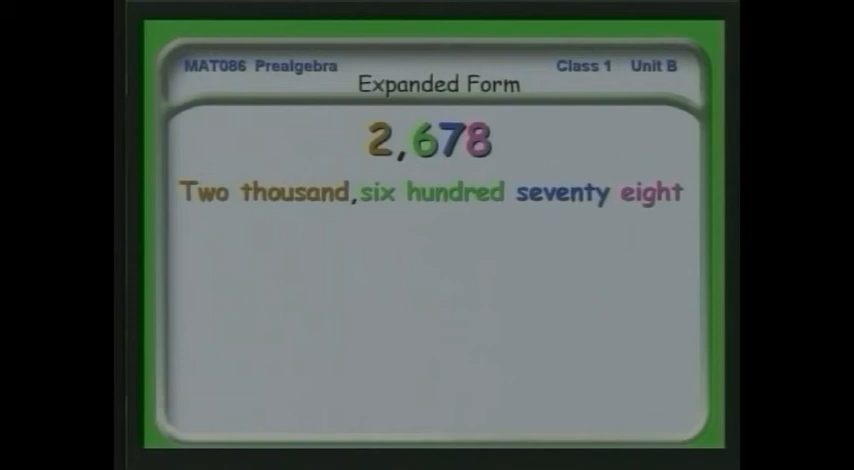 MAT086 Prealgebra Class 1 Unit B
Expanded Form
2,678
Two thousand,six hundred seventy eight